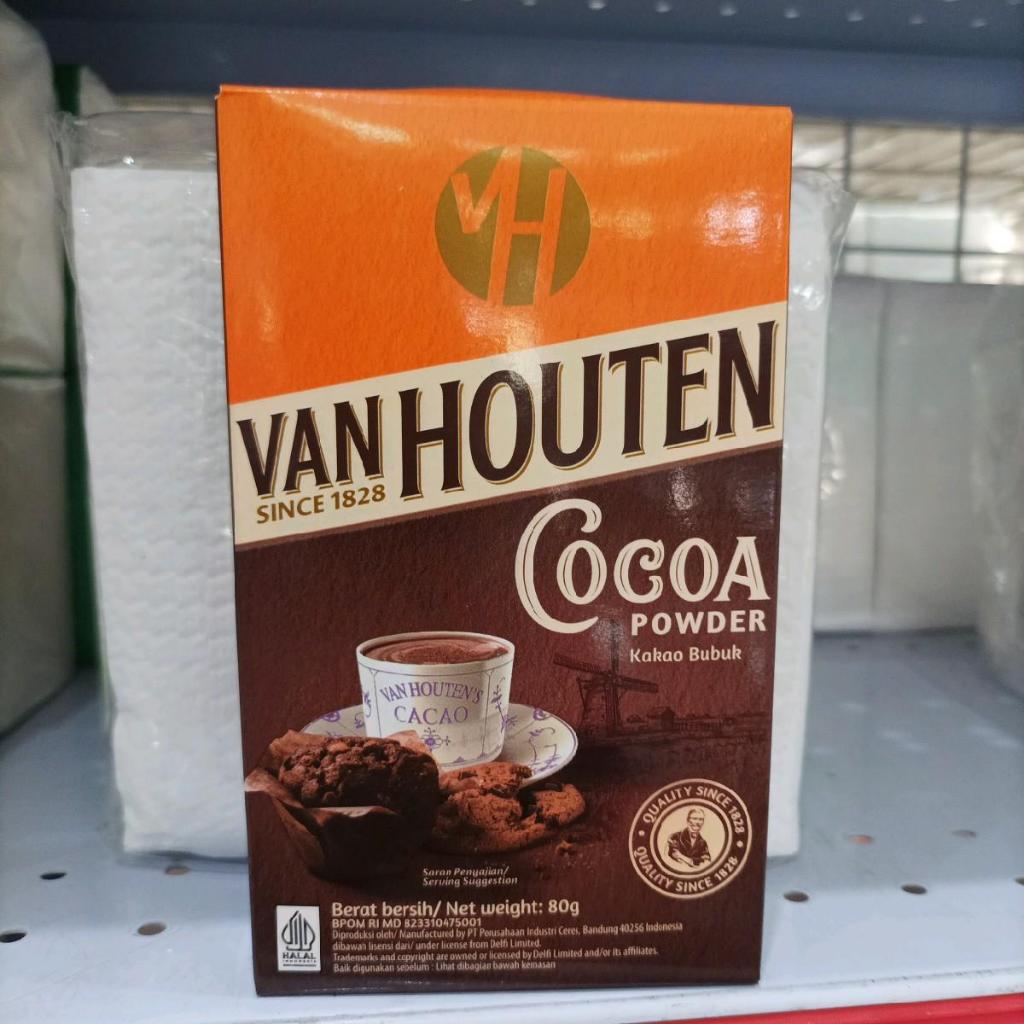 VH
VAN HOUTEN
SINCE 1828
COCOA
POWDER
Kakao Bubuk
VAN HOUTEN'S
CACAO
QUALITY SINCE 1828
QUALITY SINCE 1828
Saran Penyajian/
Serving Suggestion
Berat bersih/ Net weight: 80g
BPOM RI MD 823310475001
Diproduksi oleh/ Manufactured by PT Perusahaan Industri Ceres, Bandung 40256 Indonesia
dibawah lisensi dari/ under license from Delfi Limited.
Trademarks and copyright are owned or licensed by Delfi Limited and/or its affiliates.
Baik digunakan sebelum : Lihat dibagian bawah kemasan
HALAL
INDONESIA